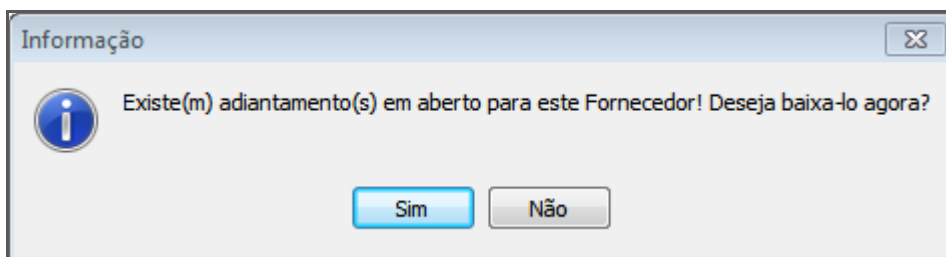 Informação
Existe(m) adiantamento(s) em aberto para este Fornecedor! Deseja baixa-lo agora?
Sim
Não